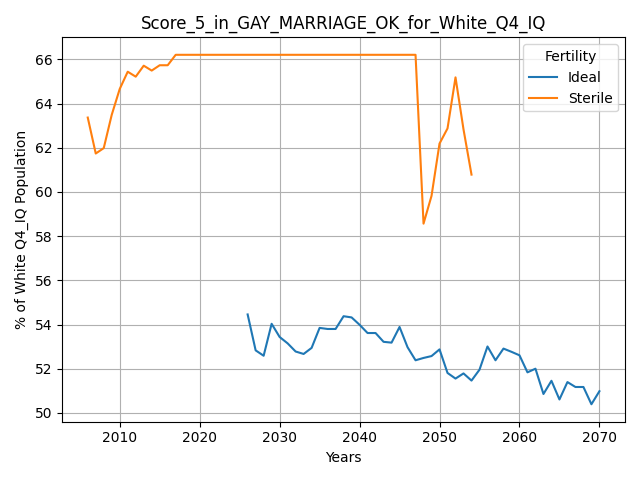 Score_5_in_GAY_MARRIAGE_OK_for_White_Q4_IQ
Fertility
Ideal
Sterile
% of White Q4_IQ Population
66
64
62
60
58
56
54
52
50
2010
2020
2030
2040
2050
2060
2070
Years